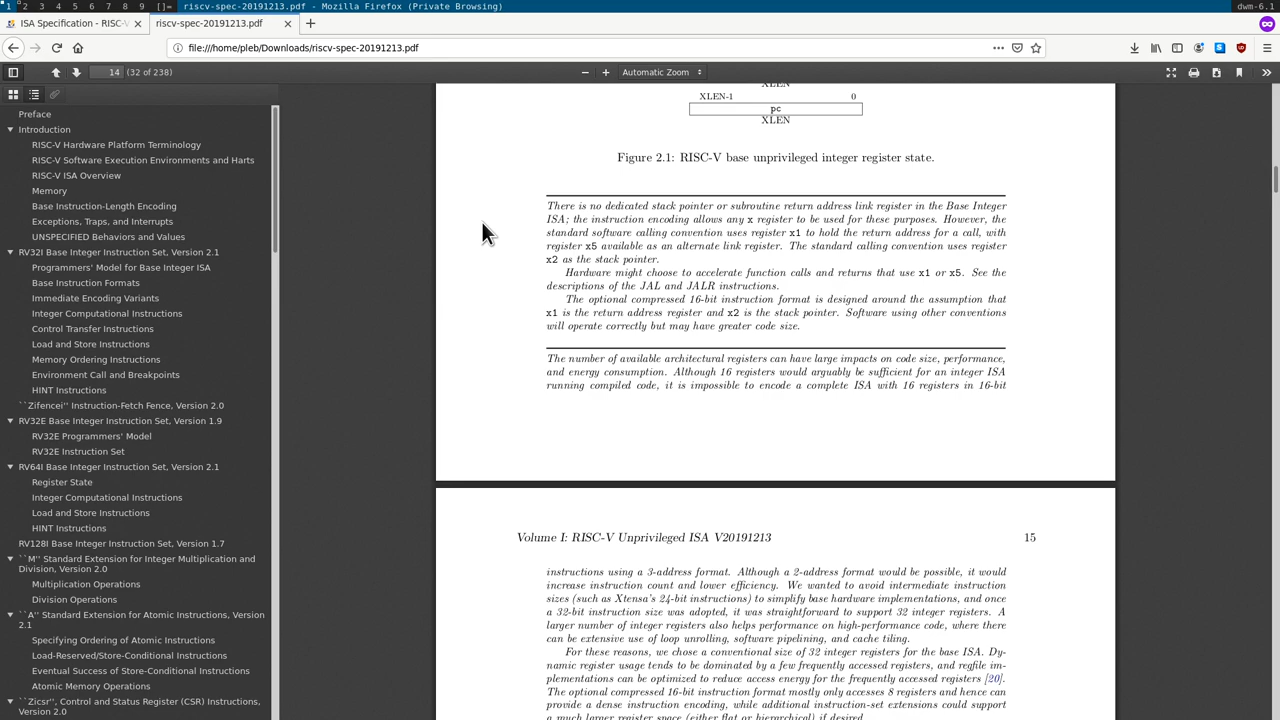 1 2 3 4 5 6 7 8 9 []= riscv-spec-20191213.pdf - Mozilla Firefox (Private Browsing) dwm-6.1
ISA Specification - RISC-V riscv-spec-20191213.pdf
file:///home/pleb/Downloads/riscv-spec-20191213.pdf
14 (32 of 238) Automatic Zoom
Preface
Introduction
RISC-V Hardware Platform Terminology
RISC-V Software Execution Environments and Harts
RISC-V ISA Overview
Memory
Base Instruction-Length Encoding
Exceptions, Traps, and Interrupts
UNSPECIFIED Behaviors and Values
RV32I Base Integer Instruction Set, Version 2.1
Programmers' Model for Base Integer ISA
Base Instruction Formats
Immediate Encoding Variants
Integer Computational Instructions
Control Transfer Instructions
Load and Store Instructions
Memory Ordering Instructions
Environment Call and Breakpoints
HINT Instructions
``Zifencei'' Instruction-Fetch Fence, Version 2.0
RV32E Base Integer Instruction Set, Version 1.9
RV32E Programmers' Model
RV32E Instruction Set
RV64I Base Integer Instruction Set, Version 2.1
Register State
Integer Computational Instructions
Load and Store Instructions
HINT Instructions
RV128I Base Integer Instruction Set, Version 1.7
``M'' Standard Extension for Integer Multiplication and
Division, Version 2.0
Multiplication Operations
Division Operations
``A'' Standard Extension for Atomic Instructions, Version
2.1
Specifying Ordering of Atomic Instructions
Load-Reserved/Store-Conditional Instructions
Eventual Success of Store-Conditional Instructions
Atomic Memory Operations
``Zicsr'', Control and Status Register (CSR) Instructions,
Version 2.0
XLEN
XLEN-1 0
pc
XLEN
Figure 2.1: RISC-V base unprivileged integer register state.
There is no dedicated stack pointer or subroutine return address link register in the Base Integer
ISA; the instruction encoding allows any x register to be used for these purposes. However, the
standard software calling convention uses register x1 to hold the return address for a call, with
register x5 available as an alternate link register. The standard calling convention uses register
x2 as the stack pointer.
Hardware might choose to accelerate function calls and returns that use x1 or x5. See the
descriptions of the JAL and JALR instructions.
The optional compressed 16-bit instruction format is designed around the assumption that
x1 is the return address register and x2 is the stack pointer. Software using other conventions
will operate correctly but may have greater code size.
The number of available architectural registers can have large impacts on code size, performance,
and energy consumption. Although 16 registers would arguably be sufficient for an integer ISA
running compiled code, it is impossible to encode a complete ISA with 16 registers in 16-bit
Volume I: RISC-V Unprivileged ISA V20191213 15
instructions using a 3-address format. Although a 2-address format would be possible, it would
increase instruction count and lower efficiency. We wanted to avoid intermediate instruction
sizes (such as Xtensa's 24-bit instructions) to simplify base hardware implementations, and once
a 32-bit instruction size was adopted, it was straightforward to support 32 integer registers. A
larger number of integer registers also helps performance on high-performance code, where there
can be extensive use of loop unrolling, software pipelining, and cache tiling.
For these reasons, we chose a conventional size of 32 integer registers for the base ISA. Dy-
namic register usage tends to be dominated by a few frequently accessed registers, and regfile im-
plementations can be optimized to reduce access energy for the frequently accessed registers [20].
The optional compressed 16-bit instruction format mostly only accesses 8 registers and hence can
provide a dense instruction encoding, while additional instruction-set extensions could support
a much larger register space (either flat or hierarchical) if desired.